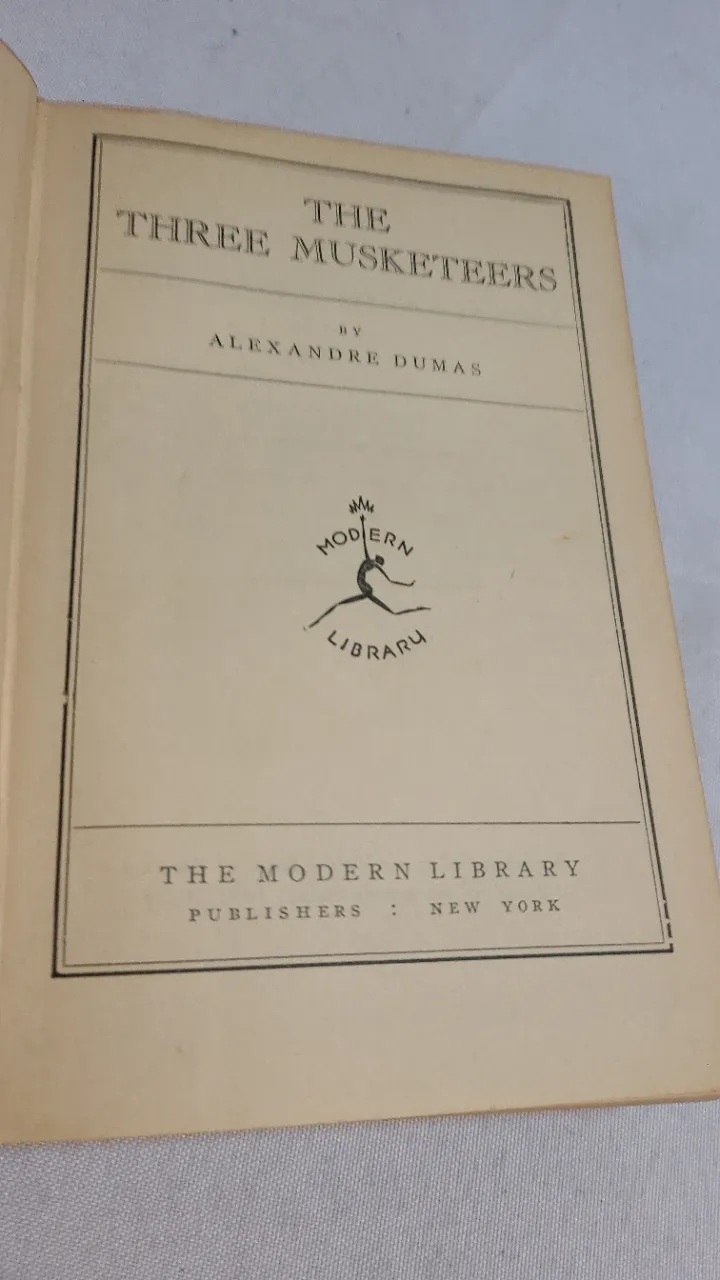 THE
THREE MUSKETEERS
BY
ALEXANDRE DUMAS
MODERN
LIBRARY
THE MODERN LIBRARY
PUBLISHERS : NEW YORK